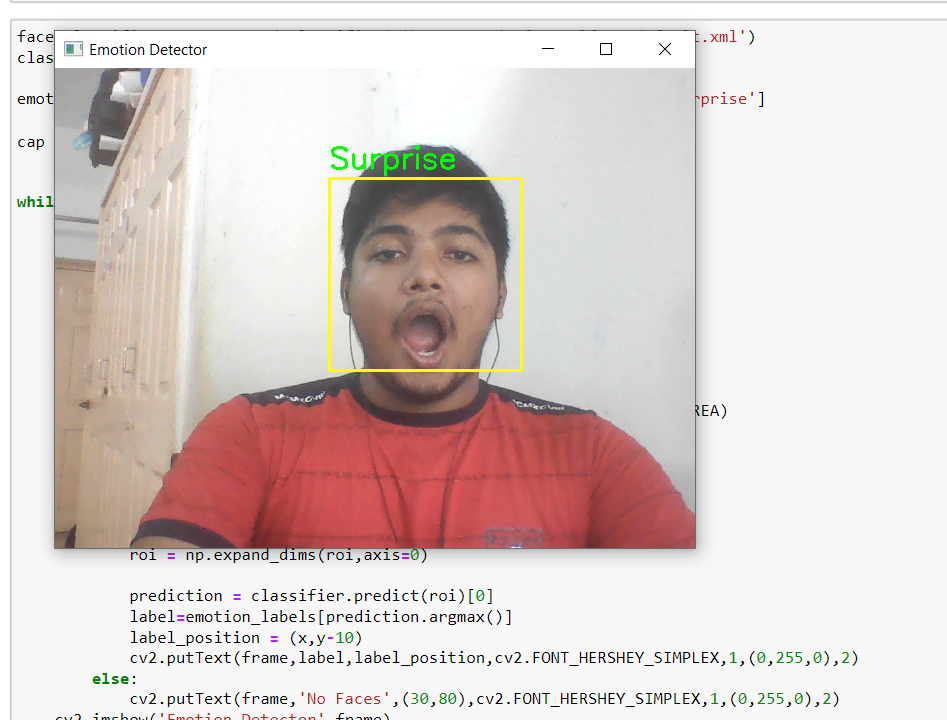 face
.xml')
clas
Emotion Detector
emot
rprise']
cap
Surprise
whil
REA)
roi = np.expand_dims(roi,axis=0)
prediction = classifier.predict(roi)[0]
label=emotion_labels[prediction.argmax()]
label_position = (x,y-10)
cv2.putText(frame,label,label_position,cv2.FONT_HERSHEY_SIMPLEX,1,(0,255,0),2)
else:
cv2.putText(frame,'No Faces',(30,80),cv2.FONT_HERSHEY_SIMPLEX,1,(0,255,0),2)
cv2.imshow('Emotion Detector',frame)